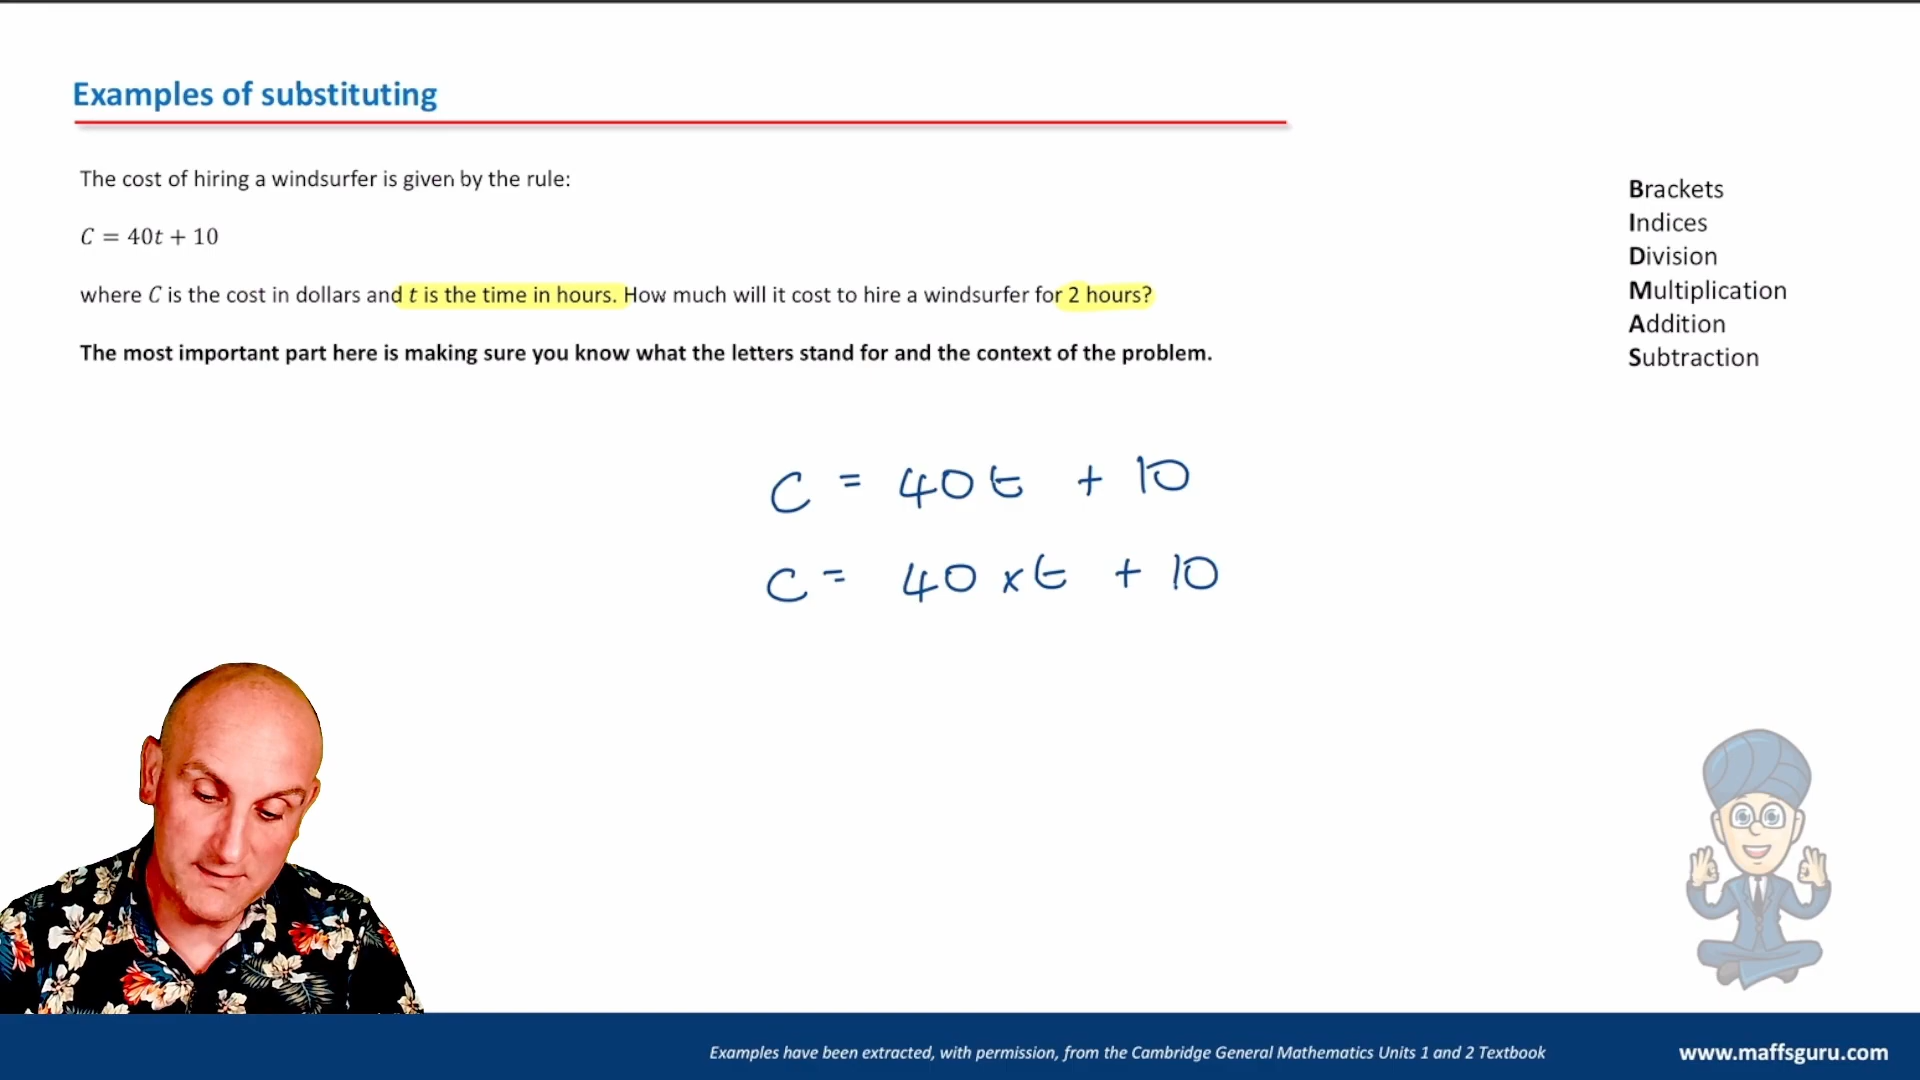 Examples of substituting
The cost of hiring a windsurfer is given by the rule:
C = 40t + 10
where C is the cost in dollars and t is the time in hours. How much will it cost to hire a windsurfer for 2 hours?
The most important part here is making sure you know what the letters stand for and the context of the problem.
Brackets
Indices
Division
Multiplication
Addition
Subtraction
C = 40t + 10
C = 40 × t + 10
Examples have been extracted, with permission, from the Cambridge General Mathematics Units 1 and 2 Textbook
www.maffsguru.com